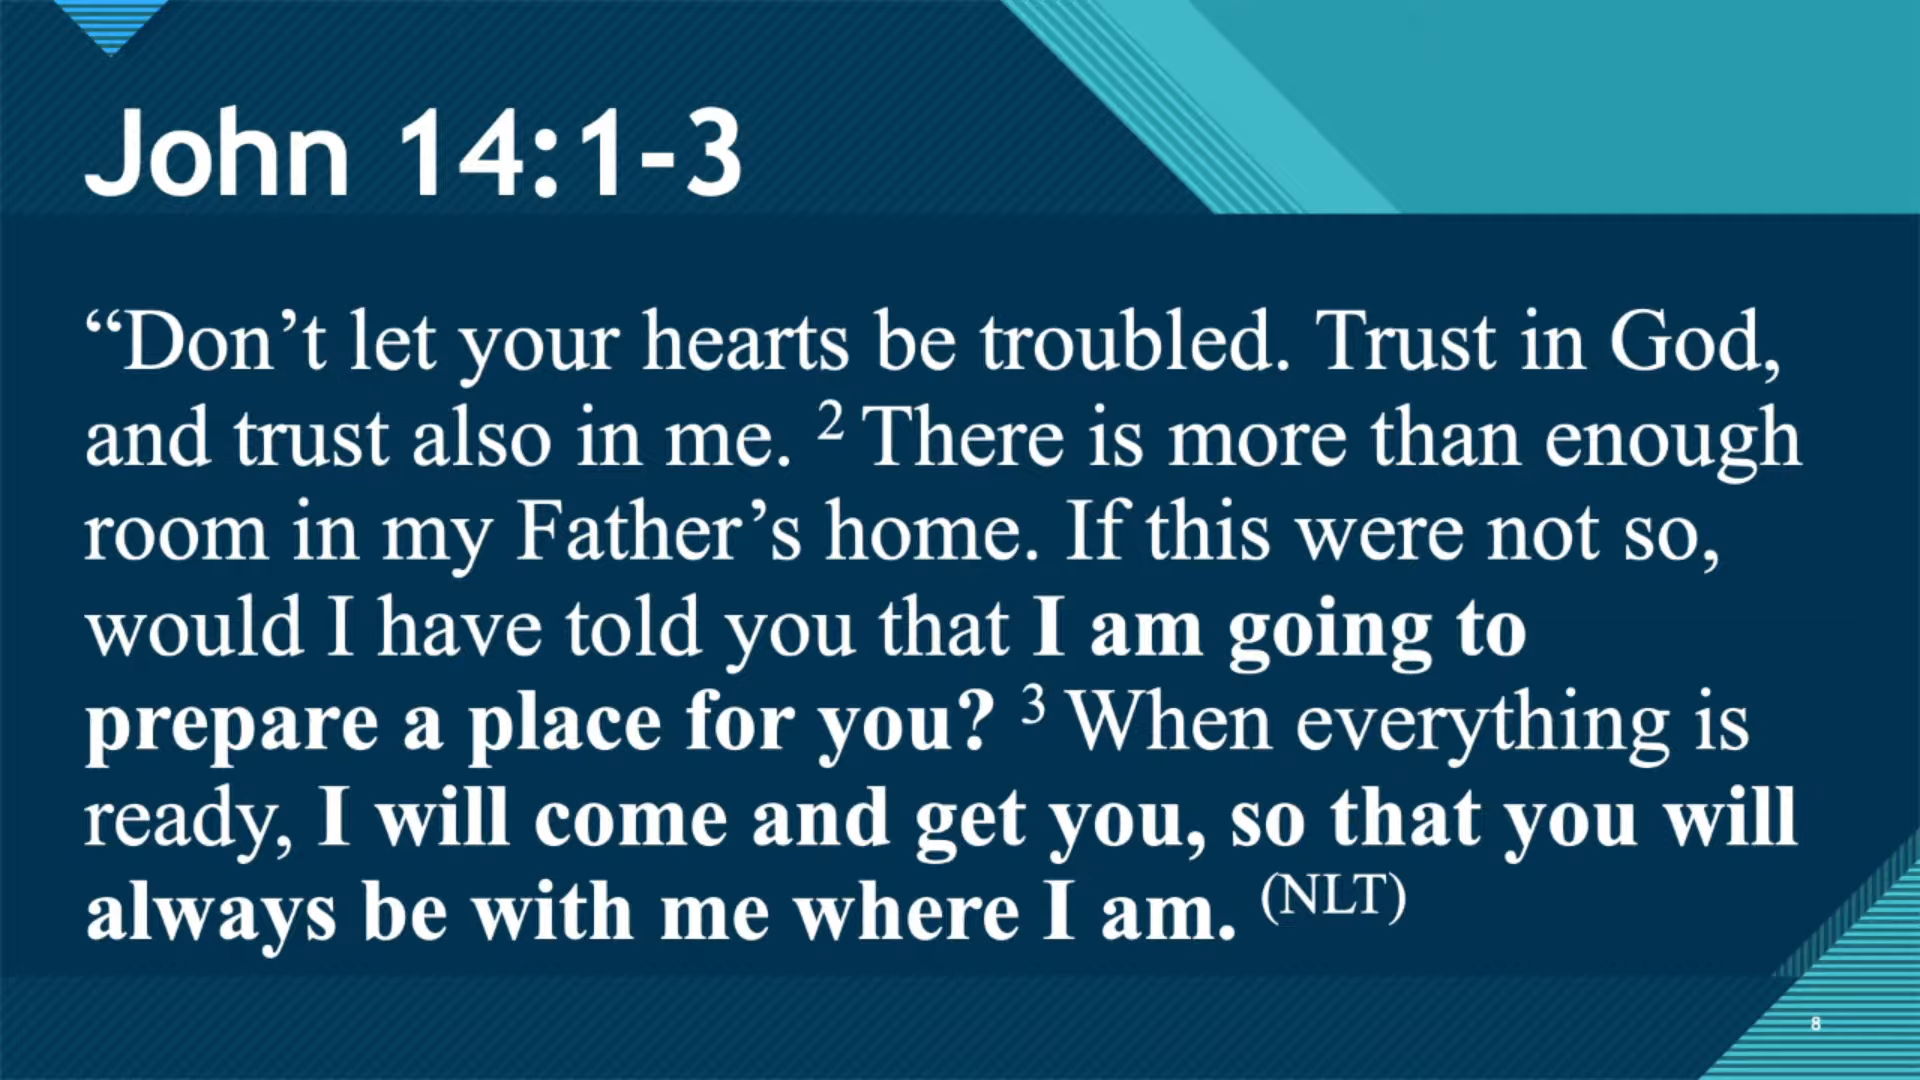 John 14:1-3
“Don’t let your hearts be troubled. Trust in God,
and trust also in me. ² There is more than enough
room in my Father’s home. If this were not so,
would I have told you that I am going to
prepare a place for you? ³ When everything is
ready, I will come and get you, so that you will
always be with me where I am. (NLT)
8